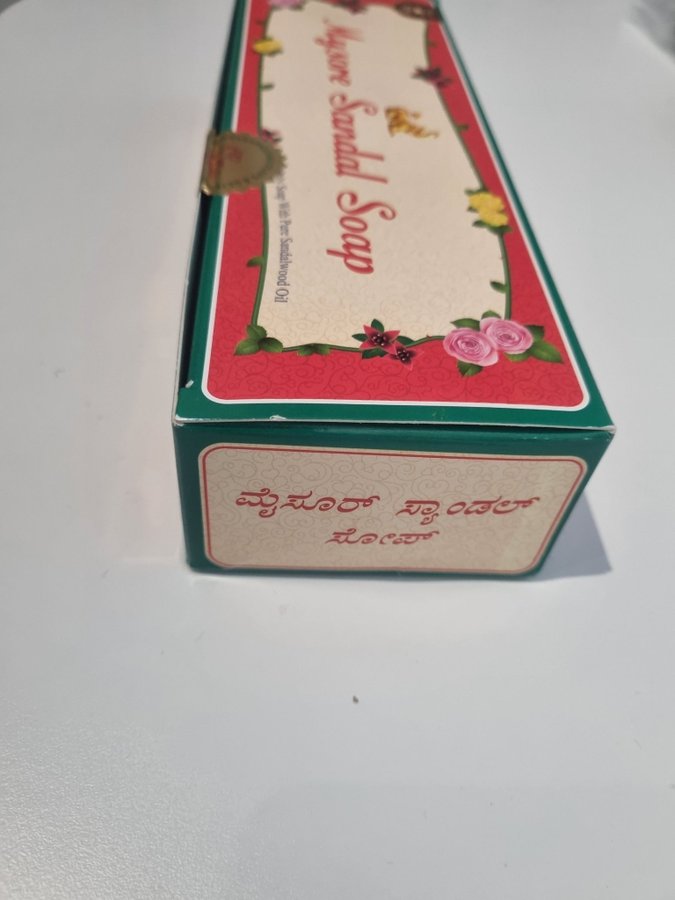 Mysore Sandal Soap
Soap With Pure Sandalwood Oil
ಮೈಸೂರ್ ಸ್ಯಾಂಡಲ್
ಸೋಪ್